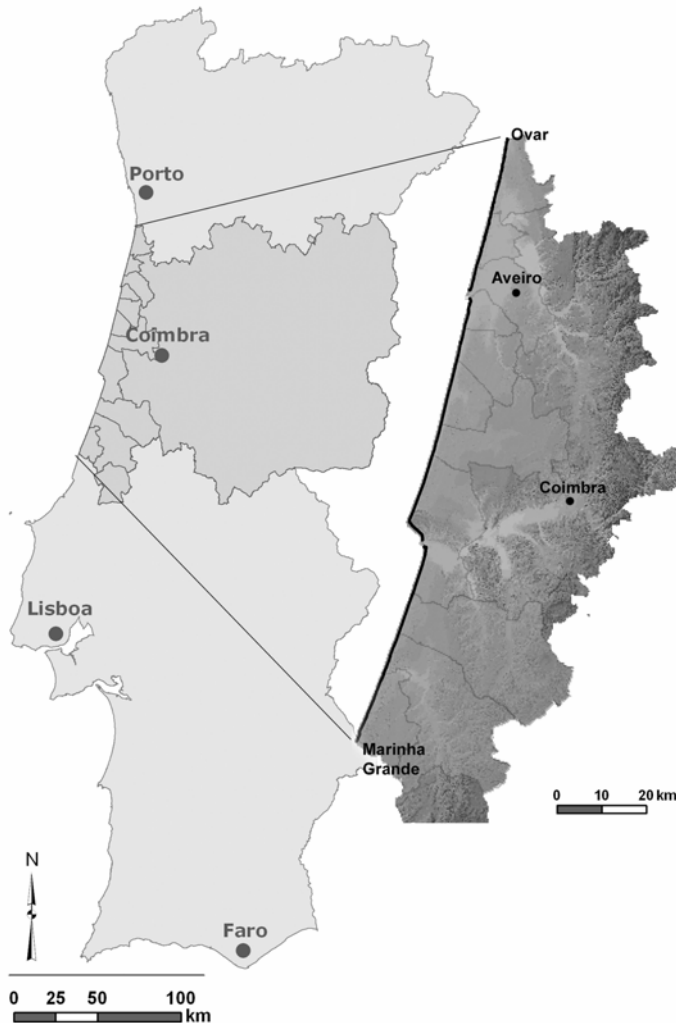 Ovar
Porto
Aveiro
Coimbra
Coimbra
Lisboa
Marinha
Grande
0 10 20 km
N
Faro
0 25 50 100
km